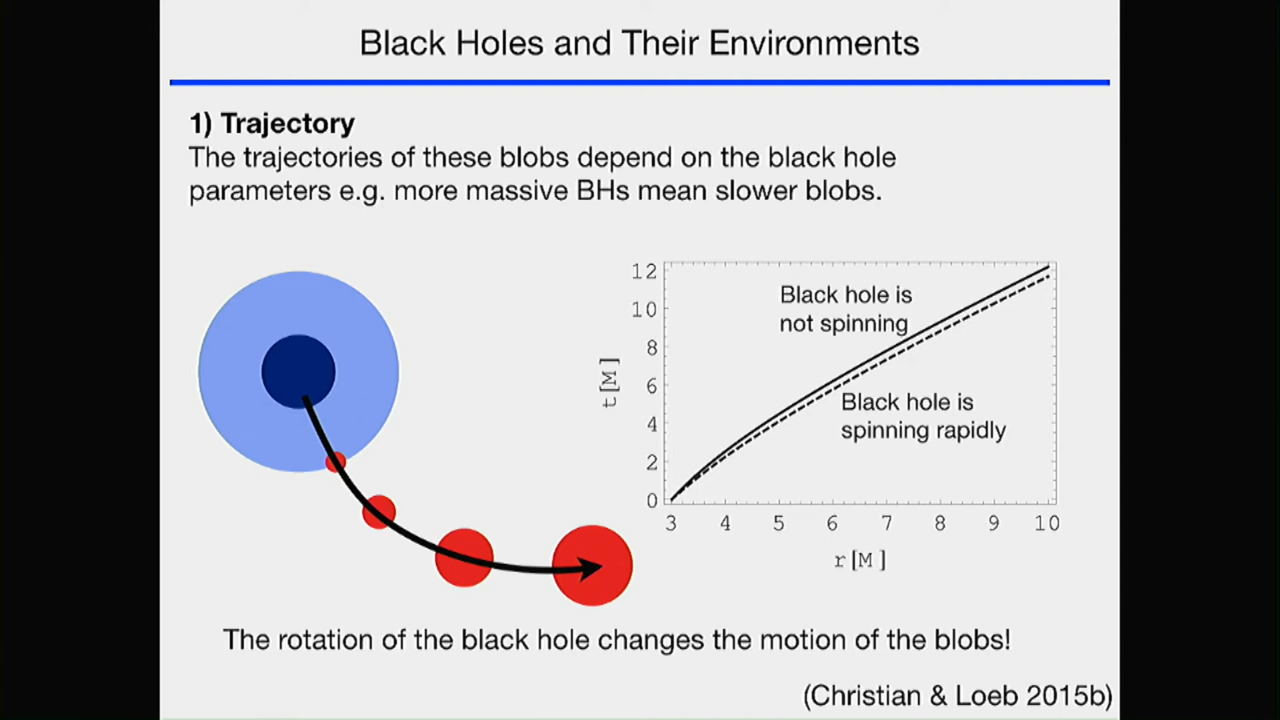 Black Holes and Their Environments
1) Trajectory
The trajectories of these blobs depend on the black hole
parameters e.g. more massive BHs mean slower blobs.
12
10
8
6
4
2
0
t [M]
Black hole is
not spinning
Black hole is
spinning rapidly
3 4 5 6 7 8 9 10
r [M]
The rotation of the black hole changes the motion of the blobs!
(Christian & Loeb 2015b)